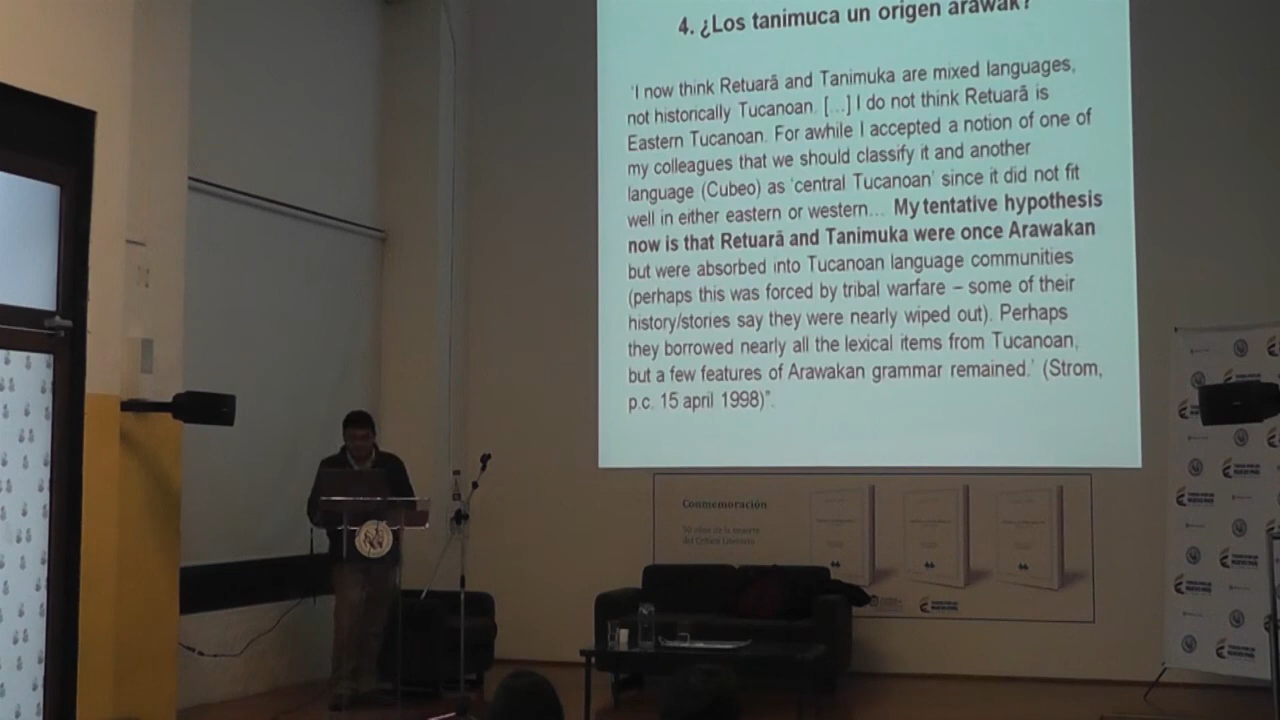 4. ¿Los tanimuca un origen arawak?
'I now think Retuarã and Tanimuka are mixed languages,
not historically Tucanoan. [...] I do not think Retuarã is
Eastern Tucanoan. For awhile I accepted a notion of one of
my colleagues that we should classify it and another
language (Cubeo) as 'central Tucanoan' since it did not fit
well in either eastern or western... My tentative hypothesis
now is that Retuarã and Tanimuka were once Arawakan
but were absorbed into Tucanoan language communities
(perhaps this was forced by tribal warfare – some of their
history/stories say they were nearly wiped out). Perhaps
they borrowed nearly all the lexical items from Tucanoan,
but a few features of Arawakan grammar remained.' (Strom,
p.c. 15 april 1998)".
Conmemoración
50 años de la muerte
del